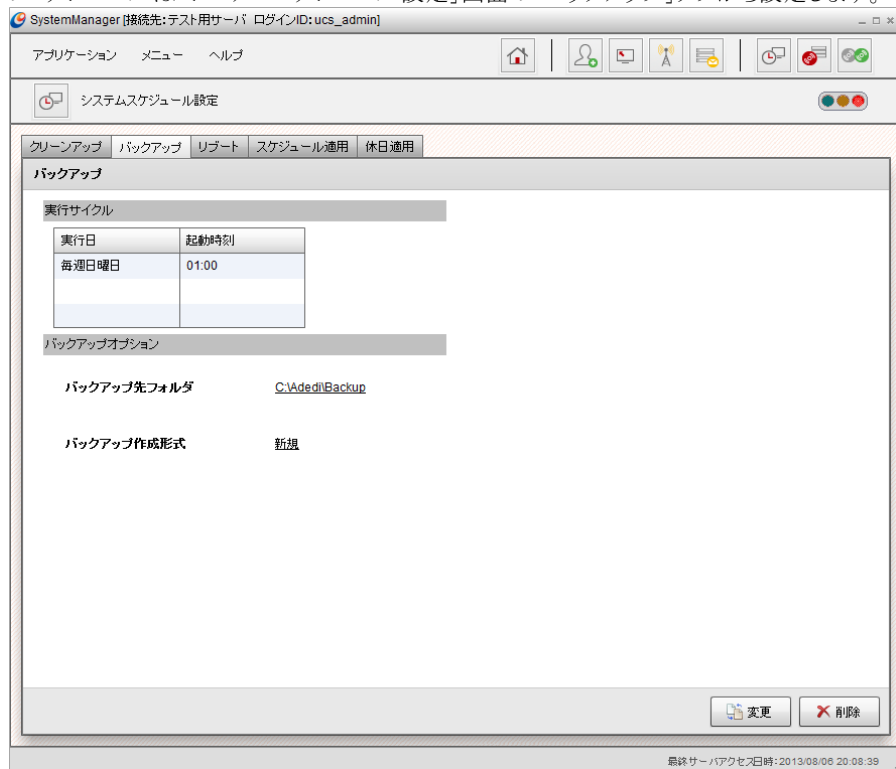 SystemManager [接続先:テスト用サーバ ログインID:ucs_admin]
アプリケーション メニュー ヘルプ
システムスケジュール設定
クリーンアップ バックアップ リブート スケジュール適用 休日適用
バックアップ
実行サイクル
実行日 起動時刻
毎週日曜日 01:00
バックアップオプション
バックアップ先フォルダ C:\Adedi\Backup
バックアップ作成形式 新規
変更 削除
最終サーバアクセス日時:2013/08/06 20:08:39